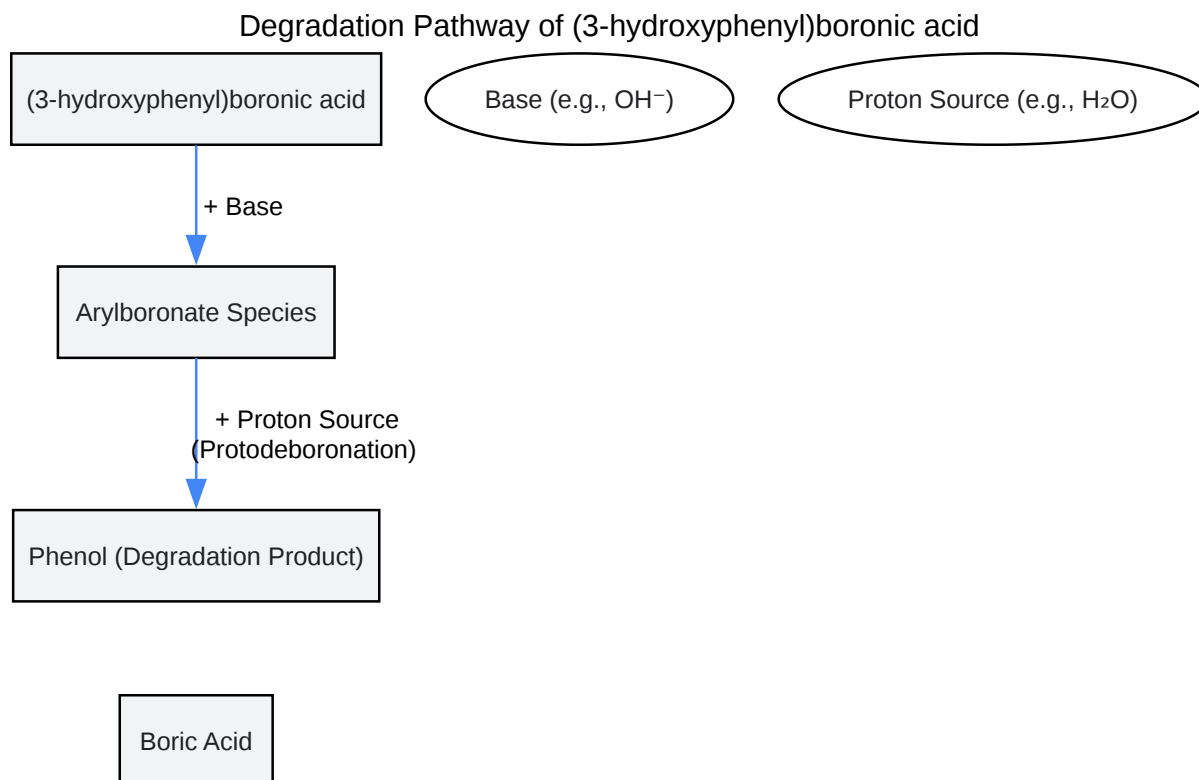 Degradation Pathway of (3-hydroxyphenyl)boronic acid
(3-hydroxyphenyl)boronic acid
Base (e.g., OH⁻)
Proton Source (e.g., H₂O)
+ Base
Arylboronate Species
+ Proton Source
(Protodeboronation)
Phenol (Degradation Product)
Boric Acid